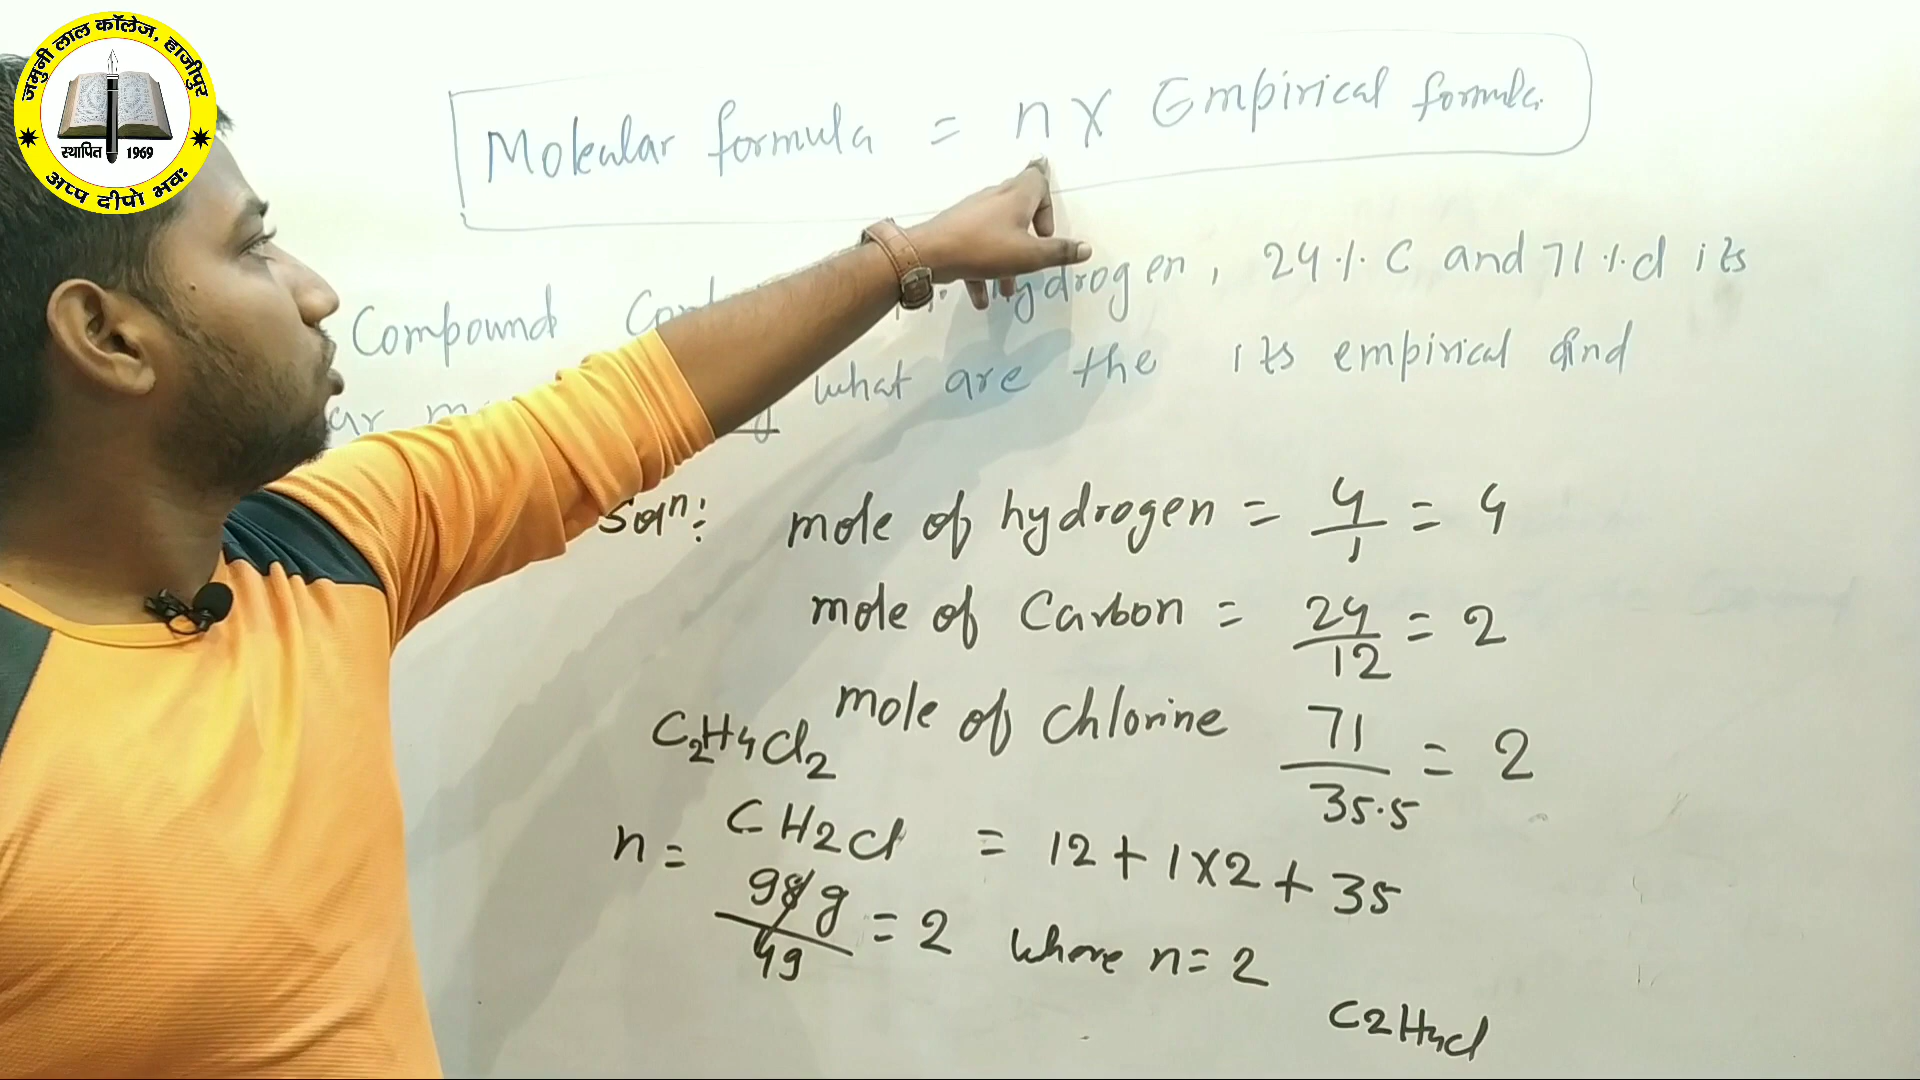 जमुनी लाल कॉलेज, हाजीपुर
स्थापित 1969
अप्प दीपो भवः
Molecular formula = n X Empirical formula
Compound hydrogen, 24 % C and 71 % Cl its
what are the its empirical and
Soln: mole of hydrogen = 4/1 = 4
mole of Carbon = 24/12 = 2
mole of chlorine 71/35.5 = 2
C2H4Cl2
CH2Cl = 12 + 1X2 + 35
n = 98g/49 = 2 where n = 2
C2H4Cl